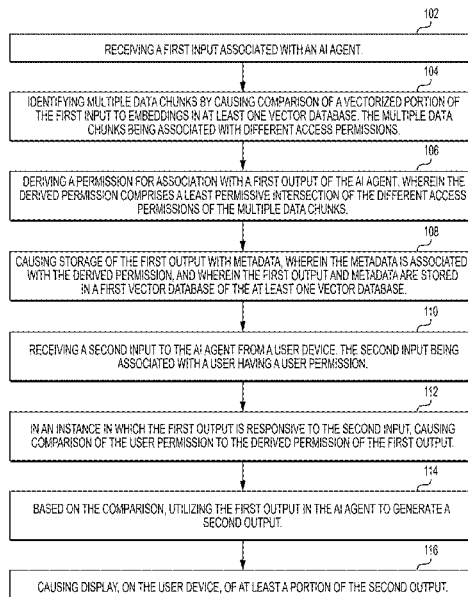 102
RECEIVING A FIRST INPUT ASSOCIATED WITH AN AI AGENT.
104
IDENTIFYING MULTIPLE DATA CHUNKS BY CAUSING COMPARISON OF A VECTORIZED PORTION OF
THE FIRST INPUT TO EMBEDDINGS IN AT LEAST ONE VECTOR DATABASE. THE MULTIPLE DATA
CHUNKS BEING ASSOCIATED WITH DIFFERENT ACCESS PERMISSIONS.
106
DERIVING A PERMISSION FOR ASSOCIATION WITH A FIRST OUTPUT OF THE AI AGENT. WHEREIN THE
DERIVED PERMISSION COMPRISES A LEAST PERMISSIVE INTERSECTION OF THE DIFFERENT ACCESS
PERMISSIONS OF THE MULTIPLE DATA CHUNKS.
108
CAUSING STORAGE OF THE FIRST OUTPUT WITH METADATA, WHEREIN THE METADATA IS ASSOCIATED
WITH THE DERIVED PERMISSION, AND WHEREIN THE FIRST OUTPUT AND METADATA ARE STORED
IN A FIRST VECTOR DATABASE OF THE AT LEAST ONE VECTOR DATABASE.
110
RECEIVING A SECOND INPUT TO THE AI AGENT FROM A USER DEVICE. THE SECOND INPUT BEING
ASSOCIATED WITH A USER HAVING A USER PERMISSION.
112
IN AN INSTANCE IN WHICH THE FIRST OUTPUT IS RESPONSIVE TO THE SECOND INPUT, CAUSING
COMPARISON OF THE USER PERMISSION TO THE DERIVED PERMISSION OF THE FIRST OUTPUT.
114
BASED ON THE COMPARISON, UTILIZING THE FIRST OUTPUT IN THE AI AGENT TO GENERATE A
SECOND OUTPUT.
116
CAUSING DISPLAY, ON THE USER DEVICE, OF AT LEAST A PORTION OF THE SECOND OUTPUT.